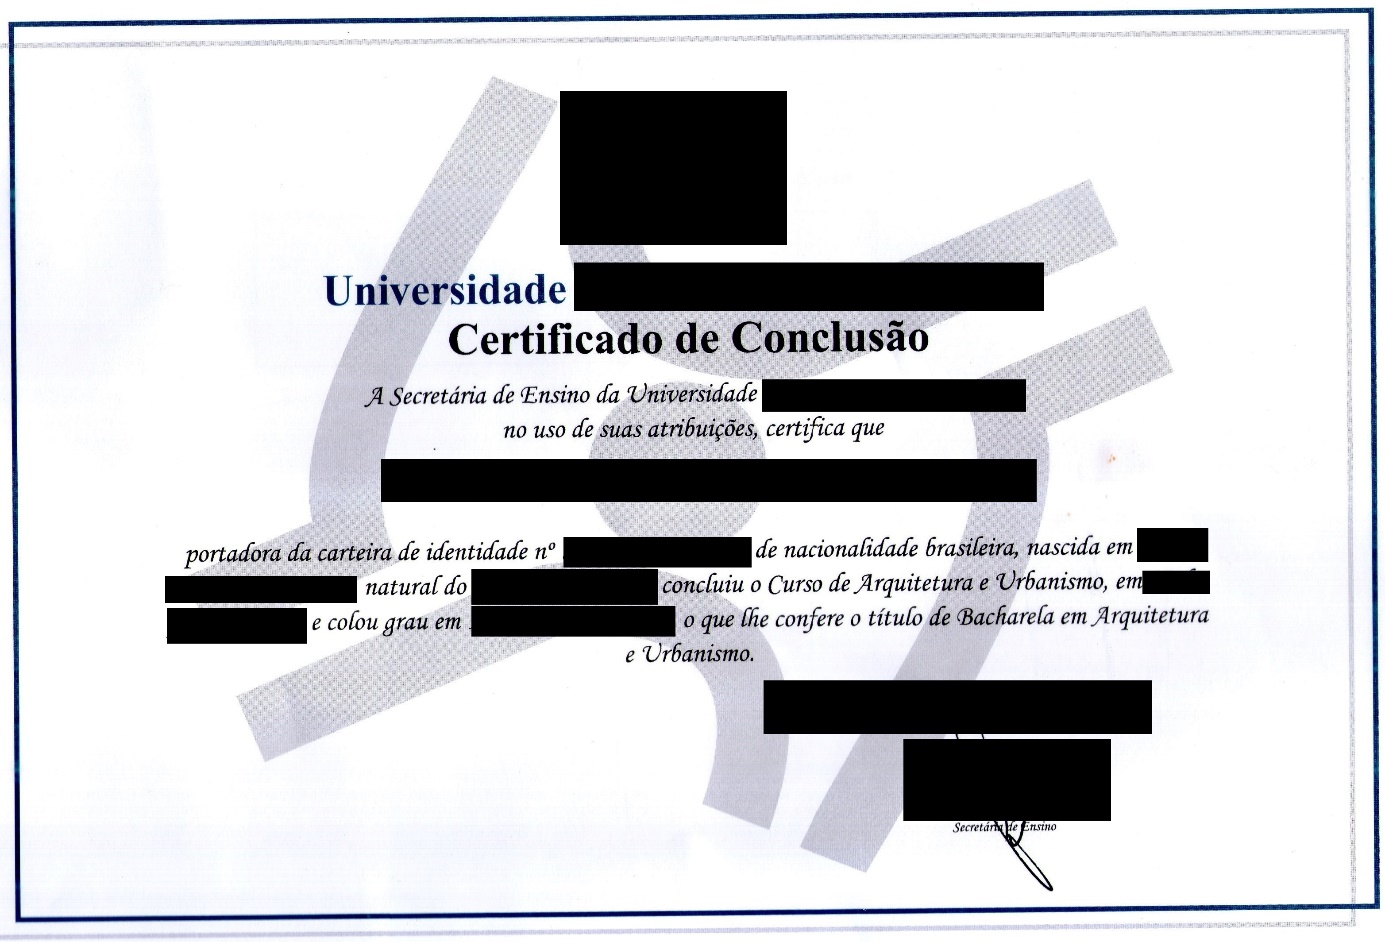 Universidade
Certificado de Conclusão
A Secretária de Ensino da Universidade
no uso de suas atribuições, certifica que
portadora da carteira de identidade nº de nacionalidade brasileira, nascida em
natural do concluiu o Curso de Arquitetura e Urbanismo, em
e colou grau em o que lhe confere o título de Bacharela em Arquitetura
e Urbanismo.
Secretária de Ensino